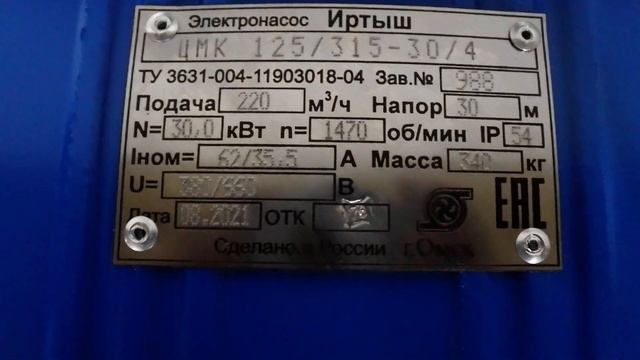 Электронасос Иртыш
ЦМК 125/315-30/4
ТУ 3631-004-11903018-04 Зав.№ 988
Подача 220 м³/ч Напор 30 м
N= 30,0 кВт n= 1470 об/мин IP 54
Iном= 62/35.5 А Масса 340 кг
U= 380/660 В
Дата 08.2021 ОТК
ЕАС
Сделано в России г.Омск